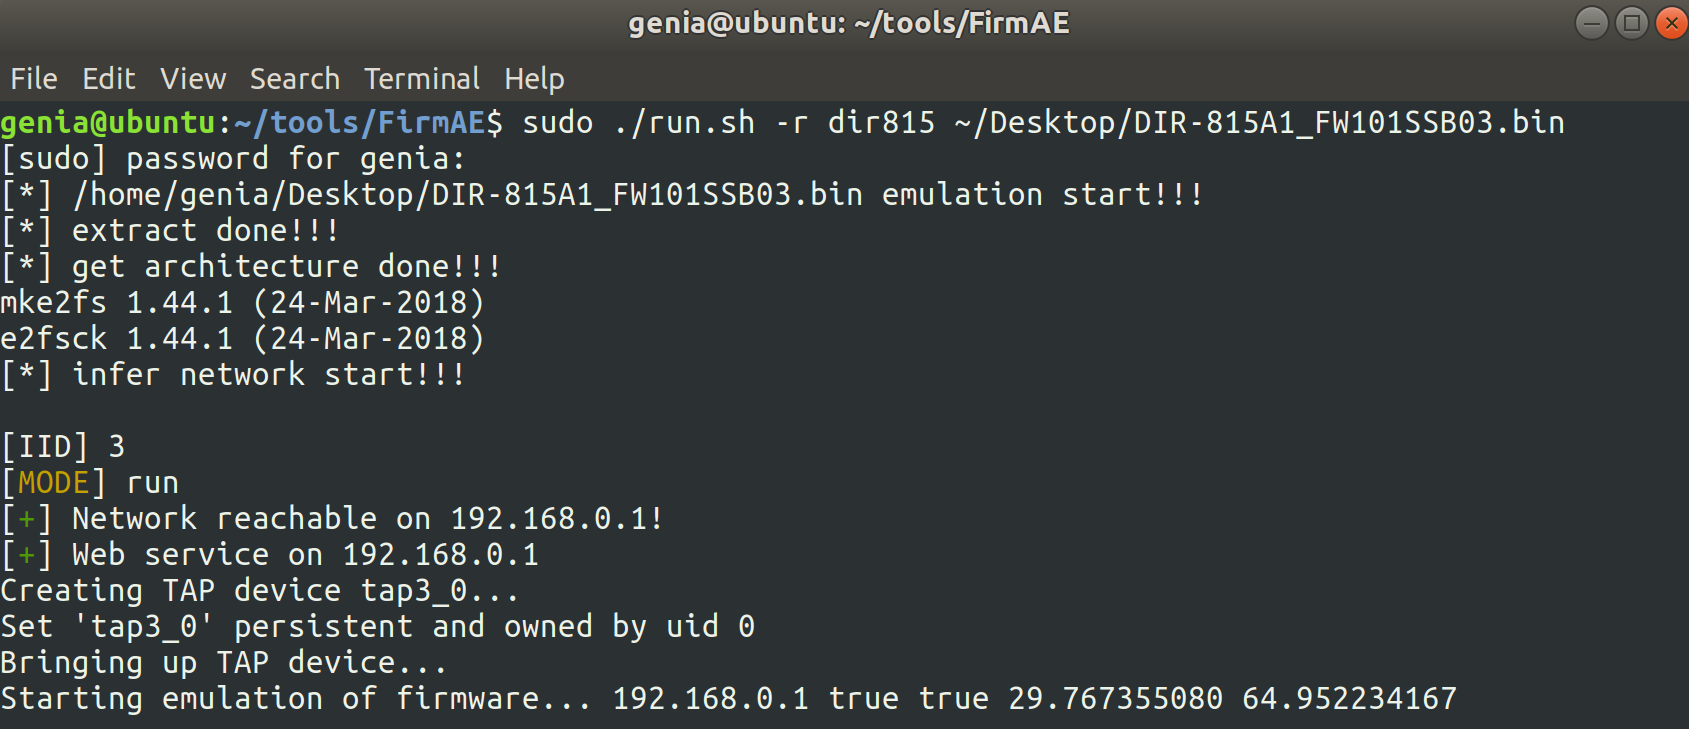 genia@ubuntu: ~/tools/FirmAE
File Edit View Search Terminal Help
genia@ubuntu:~/tools/FirmAE$ sudo ./run.sh -r dir815 ~/Desktop/DIR-815A1_FW101SSB03.bin
[sudo] password for genia:
[*] /home/genia/Desktop/DIR-815A1_FW101SSB03.bin emulation start!!!
[*] extract done!!!
[*] get architecture done!!!
mke2fs 1.44.1 (24-Mar-2018)
e2fsck 1.44.1 (24-Mar-2018)
[*] infer network start!!!
[IID] 3
[MODE] run
[+] Network reachable on 192.168.0.1!
[+] Web service on 192.168.0.1
Creating TAP device tap3_0...
Set 'tap3_0' persistent and owned by uid 0
Bringing up TAP device...
Starting emulation of firmware... 192.168.0.1 true true 29.767355080 64.952234167